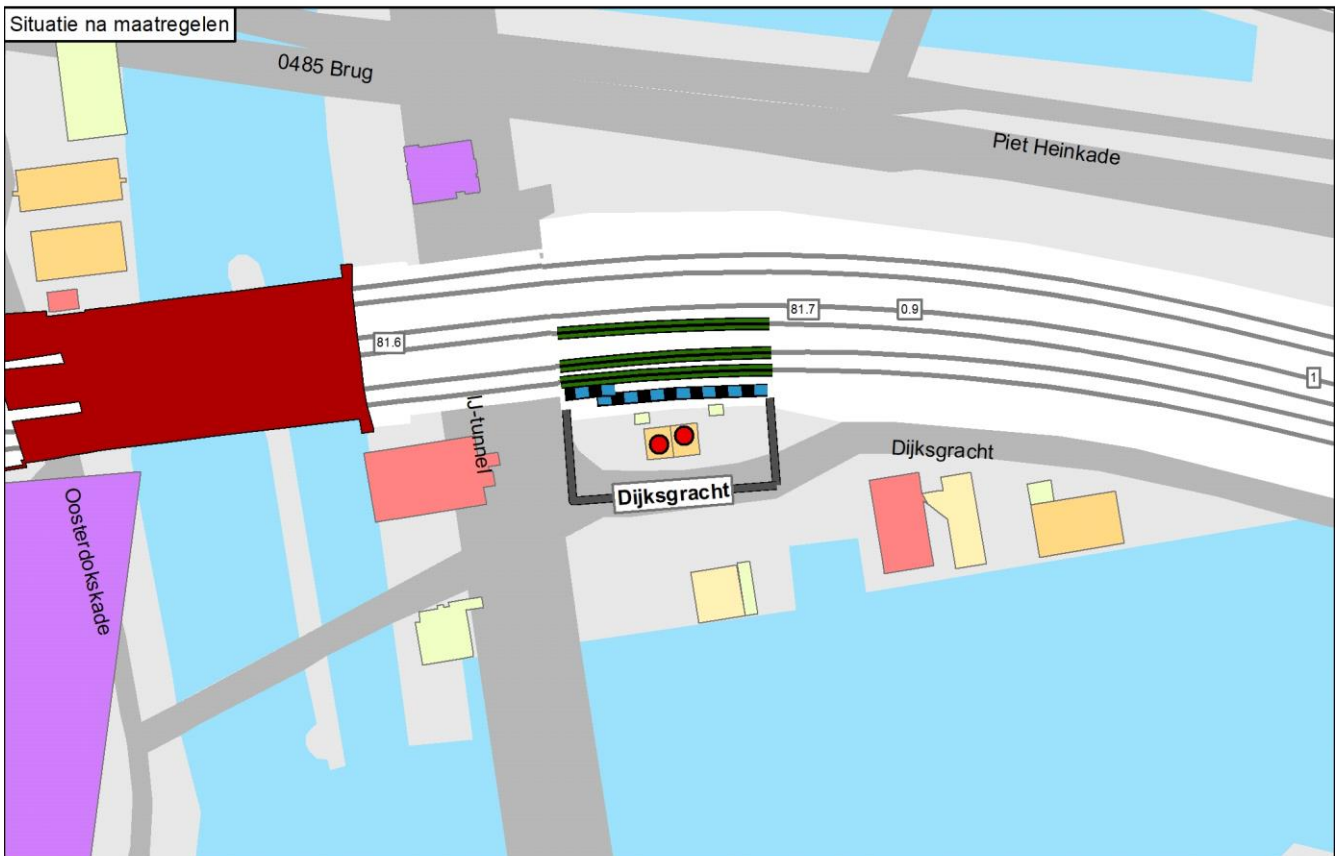 Situatie na maatregelen
0485 Brug
Piet Heinkade
81.7
0.9
81.6
1
IJ-tunnel
Dijksgracht
Dijksgracht
Oosterdokskade